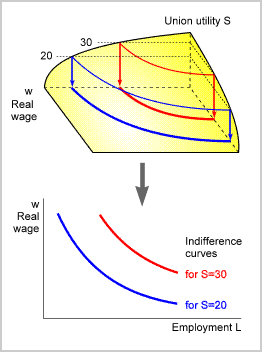 Union utility S
30
20
w
Real
wage
w
Real
wage
Indifference
curves
for S=30
for S=20
Employment L